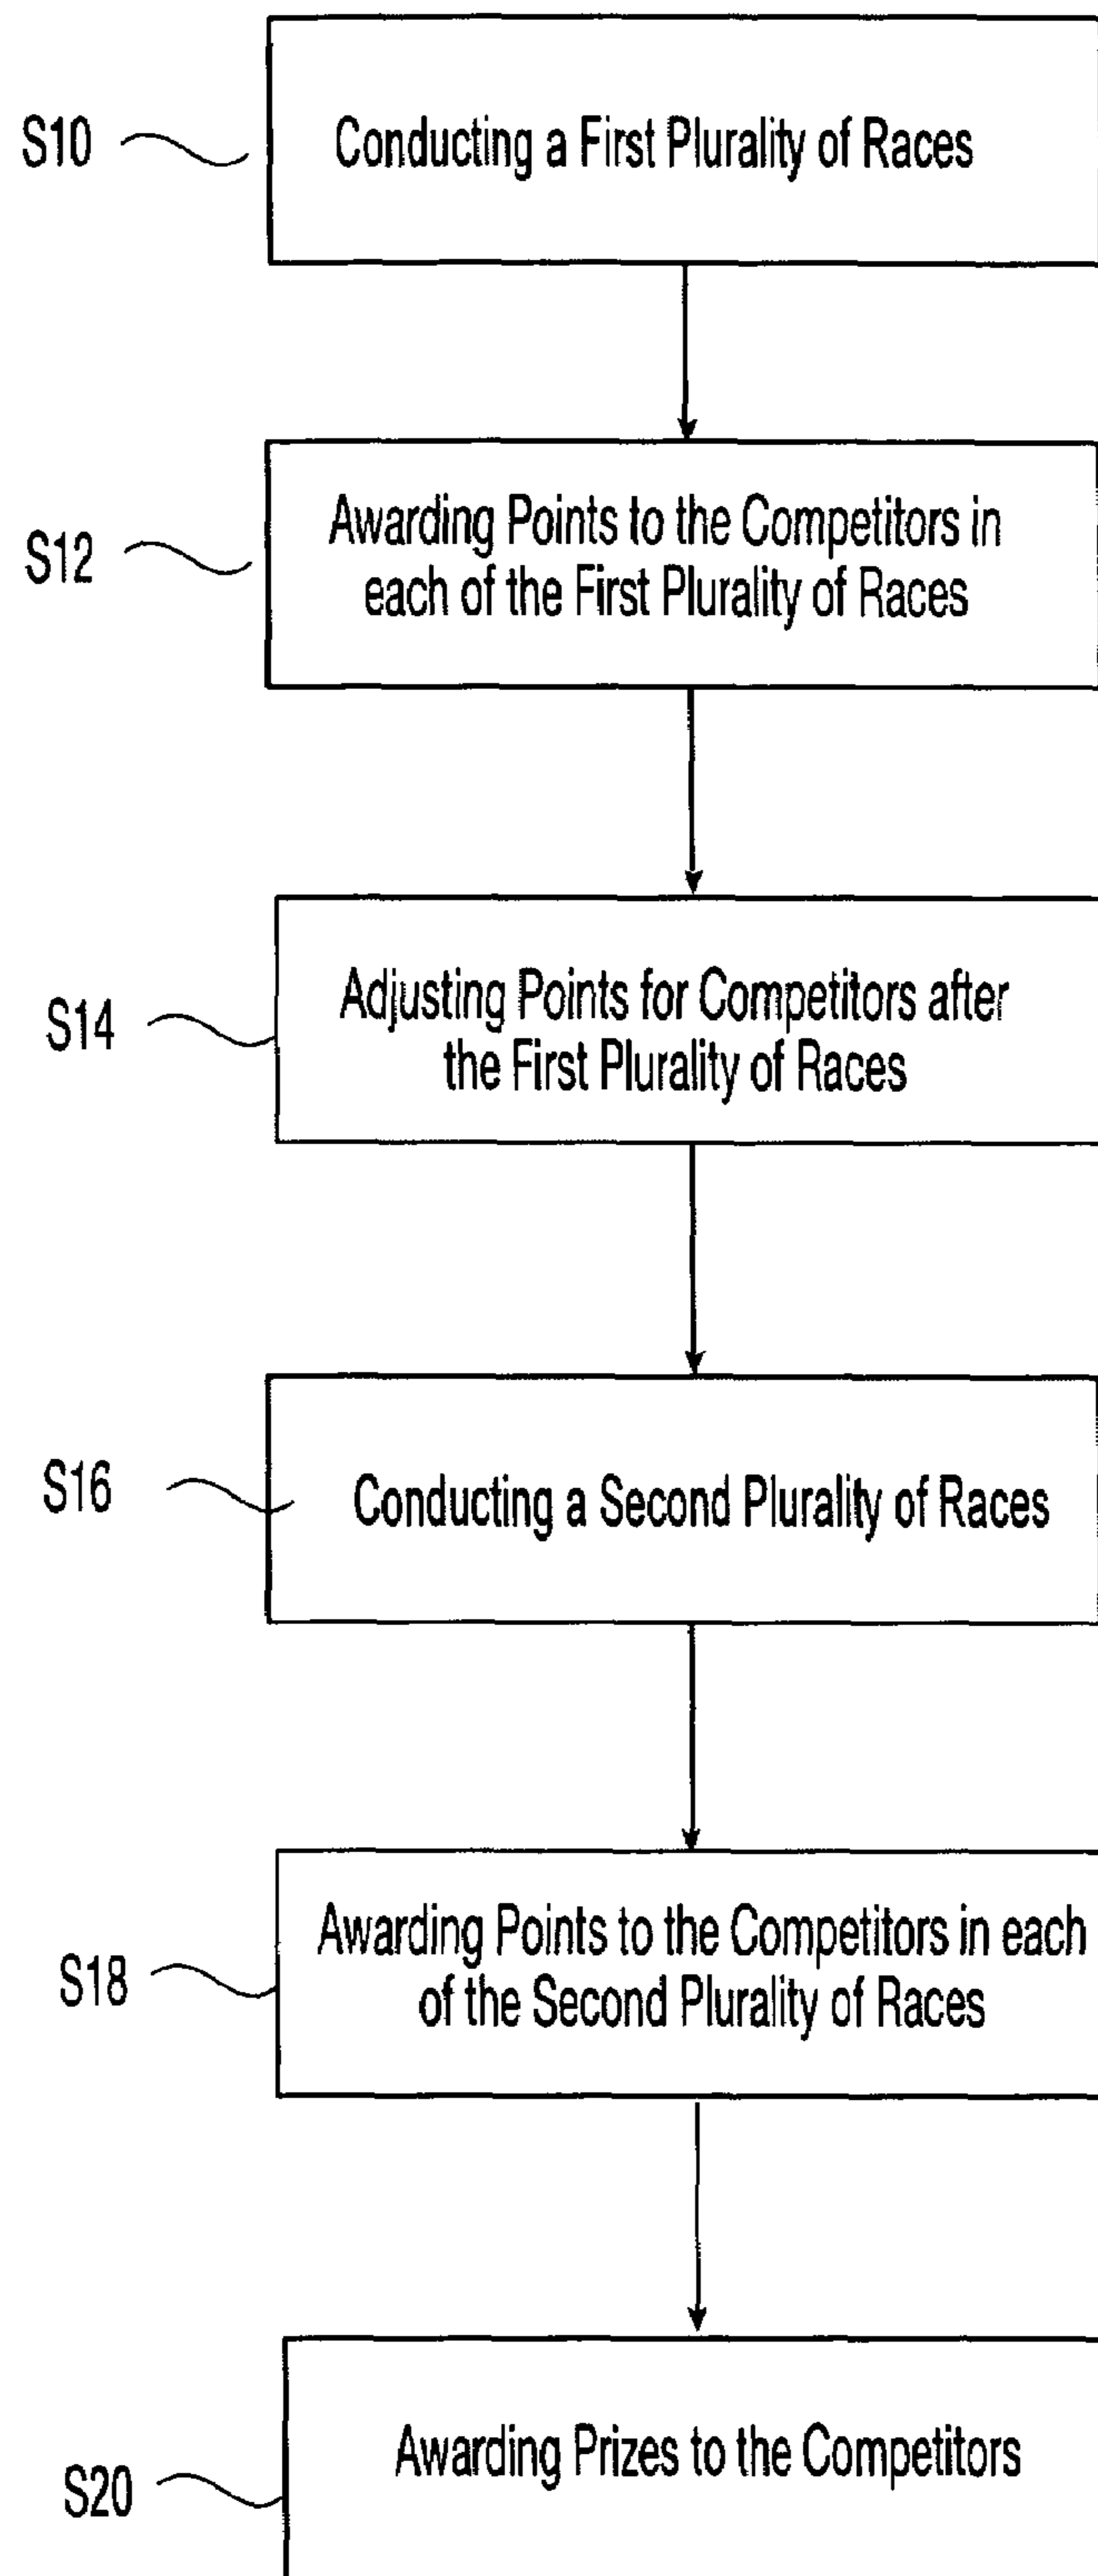 S10
Conducting a First Plurality of Races
S12
Awarding Points to the Competitors in
each of the First Plurality of Races
S14
Adjusting Points for Competitors after
the First Plurality of Races
S16
Conducting a Second Plurality of Races
S18
Awarding Points to the Competitors in each
of the Second Plurality of Races
S20
Awarding Prizes to the Competitors